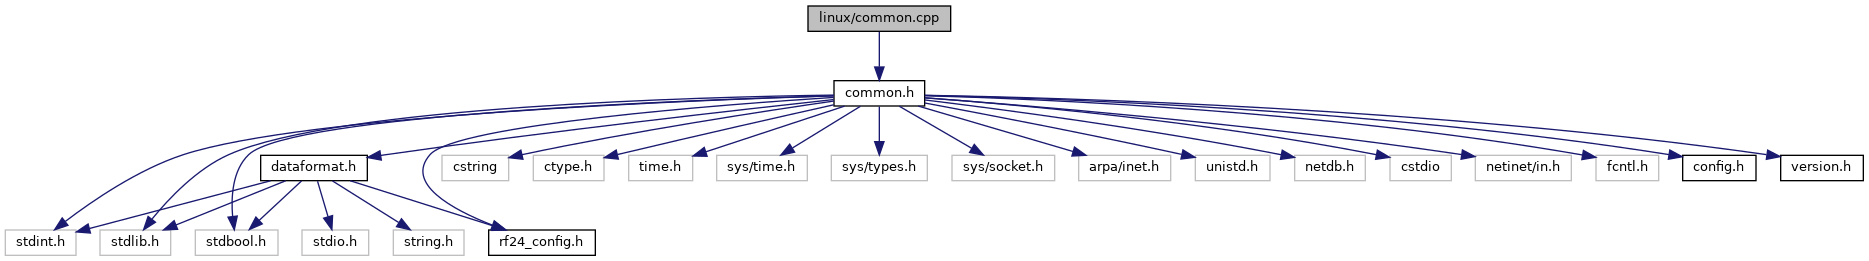 linux/common.cpp
common.h
dataformat.h
cstring
ctype.h
time.h
sys/time.h
sys/types.h
sys/socket.h
arpa/inet.h
unistd.h
netdb.h
cstdio
netinet/in.h
fcntl.h
config.h
version.h
stdint.h
stdlib.h
stdbool.h
stdio.h
string.h
rf24_config.h